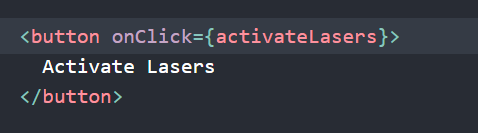 <button onClick={activateLasers}>
  Activate Lasers
</button>